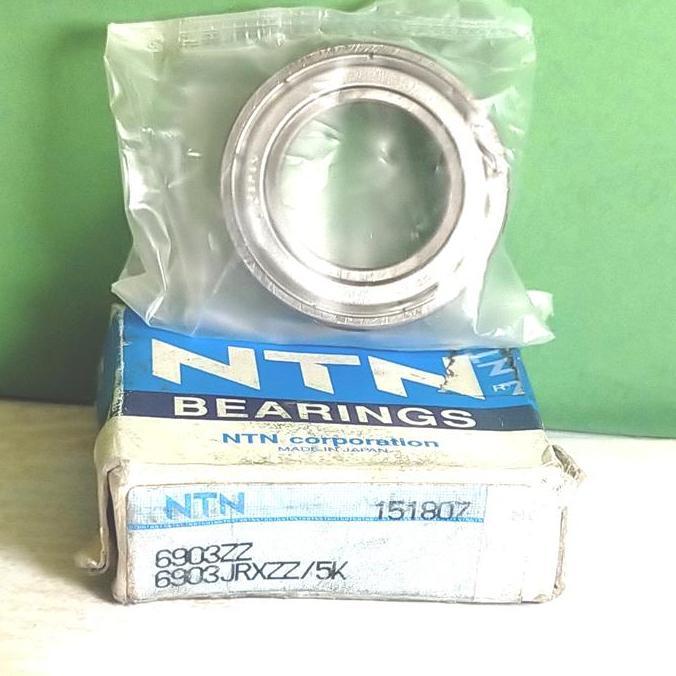 NTN
BEARINGS
NTN corporation
MADE IN JAPAN
NTN 151807
6903ZZ
6903JRXZZ/5K